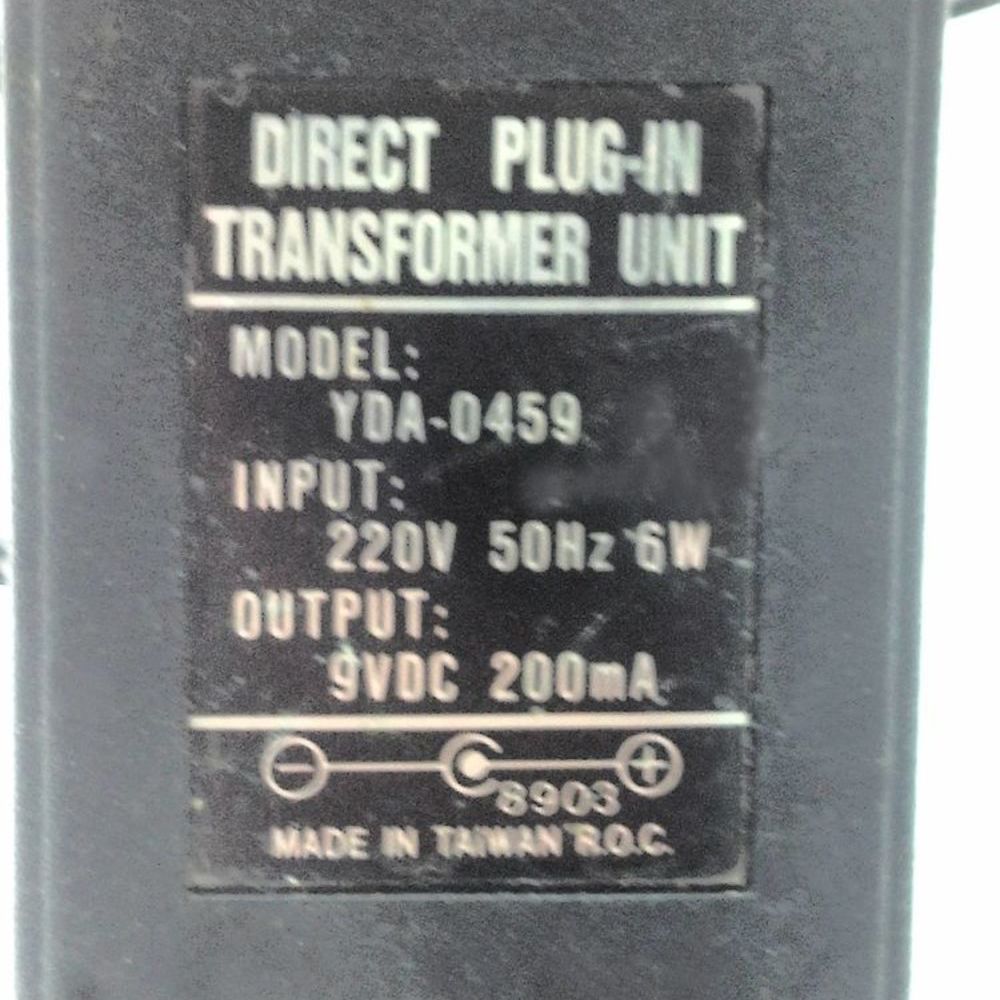 DIRECT PLUG-IN
TRANSFORMER UNIT
MODEL:
YDA-0459
INPUT:
220V 50Hz 6W
OUTPUT:
9VDC 200mA
8903
MADE IN TAIWAN R.O.C.